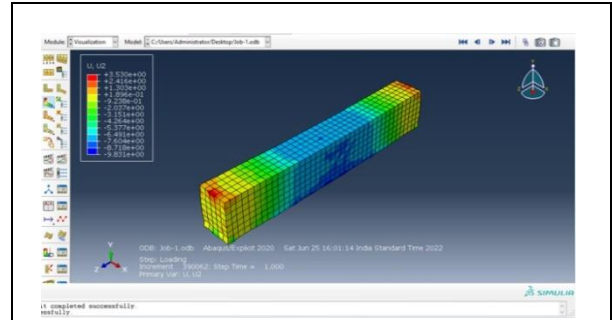 Module: Visualization Model: C:/Users/Administrator/Desktop/Job-1.odb
U, U2
+3.530e+00
+2.416e+00
+1.303e+00
+1.896e-01
-9.238e-01
-2.037e+00
-3.151e+00
-4.264e+00
-5.377e+00
-6.491e+00
-7.604e+00
-8.718e+00
-9.831e+00
Y
Z X
ODB: Job-1.odb Abaqus/Explicit 2020 Sat Jun 25 16:01:14 India Standard Time 2022
Step: Loading
Increment 390062: Step Time = 1.000
Primary Var: U, U2
SIMULIA
it completed successfully
essfully